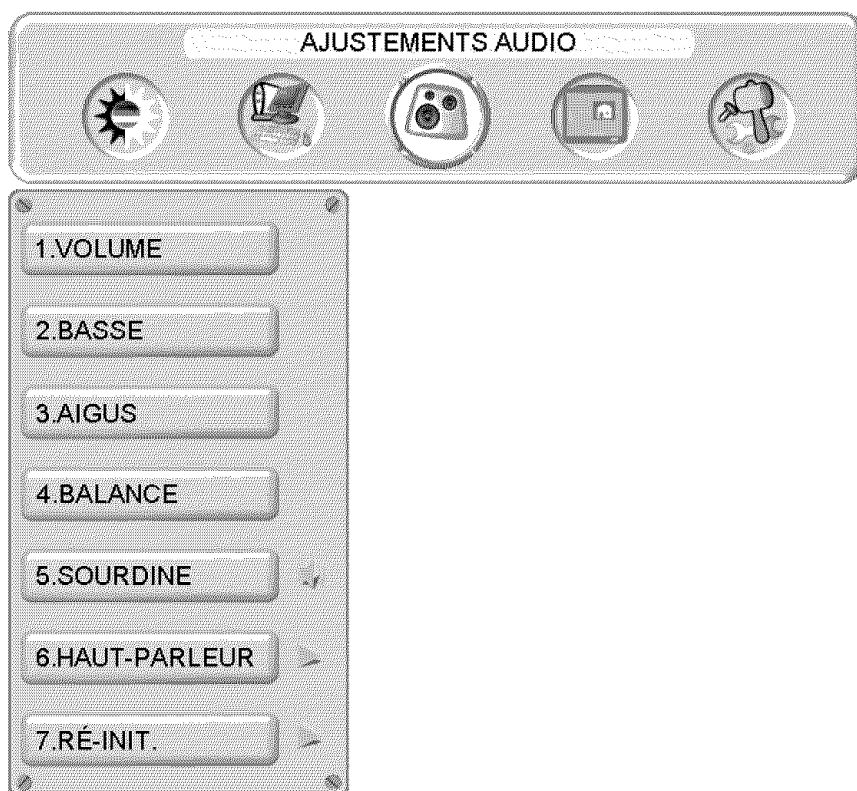 AJUSTEMENTS AUDIO
1.VOLUME
2.BASSE
3.AIGUS
4.BALANCE
5.SOURDINE
6.HAUT-PARLEUR
7.RÉ-INIT.